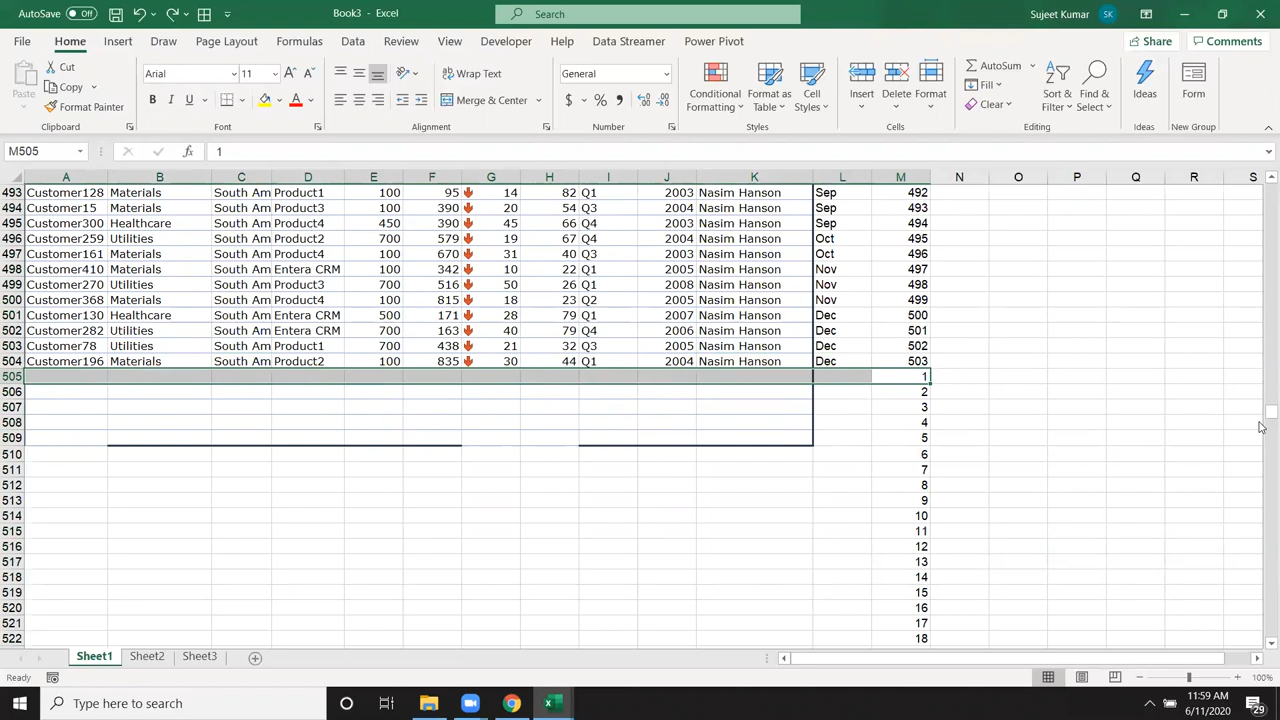 AutoSave Off Book3 - Excel Search Sujeet Kumar SK
File Home Insert Draw Page Layout Formulas Data Review View Developer Help Data Streamer Power Pivot Share Comments
Paste Cut Copy Format Painter Arial 11 B I U A Wrap Text Merge & Center General $ % Conditional Formatting Format as Table Cell Styles Insert Delete Format AutoSum Fill Clear Sort & Filter Find & Select Ideas Form
Clipboard Font Alignment Number Styles Cells Editing Ideas New Group
M505 fx 1
A B C D E F G H I J K L M N O P Q R S
493 Customer128 Materials South Am Product1 100 95 14 82 Q1 2003 Nasim Hanson Sep 492
494 Customer15 Materials South Am Product3 100 390 20 54 Q3 2004 Nasim Hanson Sep 493
495 Customer300 Healthcare South Am Product4 450 390 45 66 Q4 2003 Nasim Hanson Sep 494
496 Customer259 Utilities South Am Product2 700 579 19 67 Q4 2004 Nasim Hanson Oct 495
497 Customer161 Materials South Am Product4 100 670 31 40 Q3 2004 Nasim Hanson Oct 496
498 Customer410 Materials South Am Entera CRM 100 342 10 22 Q1 2005 Nasim Hanson Nov 497
499 Customer270 Utilities South Am Product3 700 516 50 26 Q1 2008 Nasim Hanson Nov 498
500 Customer368 Materials South Am Product4 100 815 18 23 Q2 2005 Nasim Hanson Nov 499
501 Customer130 Healthcare South Am Entera CRM 500 171 28 79 Q1 2007 Nasim Hanson Dec 500
502 Customer282 Utilities South Am Entera CRM 700 163 40 79 Q4 2006 Nasim Hanson Dec 501
503 Customer78 Utilities South Am Product1 700 438 21 32 Q3 2005 Nasim Hanson Dec 502
504 Customer196 Materials South Am Product2 100 835 30 44 Q1 2004 Nasim Hanson Dec 503
505 1
506 2
507 3
508 4
509 5
510 6
511 7
512 8
513 9
514 10
515 11
516 12
517 13
518 14
519 15
520 16
521 17
522 18
Sheet1 Sheet2 Sheet3
Ready 100%
Type here to search 11:59 AM
6/11/2020 29